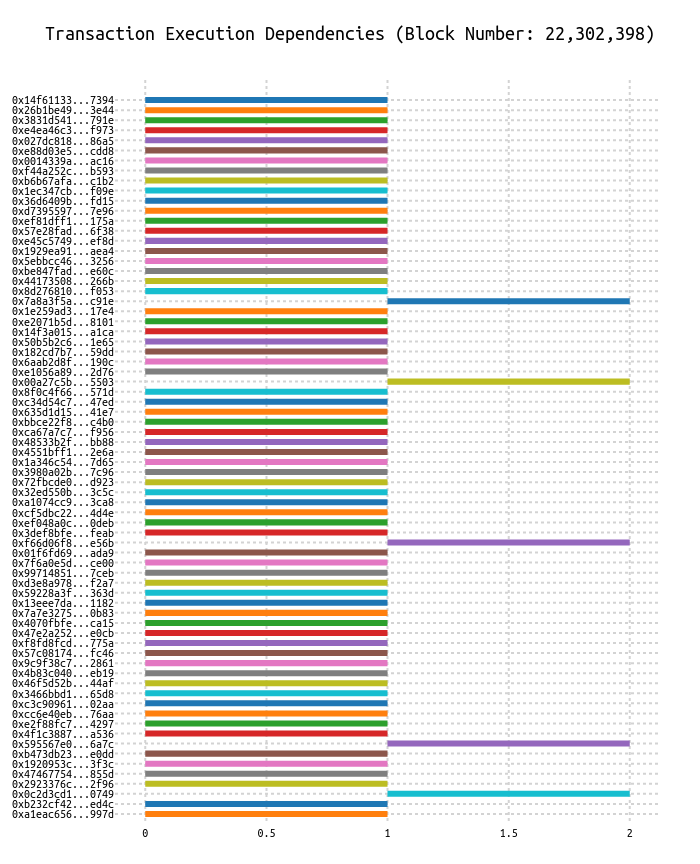 Transaction Execution Dependencies (Block Number: 22,302,398)
0x14f61133...7394
0x26b1be49...3e44
0x3831d541...791e
0xe4ea46c3...f973
0x027dc818...86a5
0xe88d03e5...cdd8
0x0014339a...ac16
0xf44a252c...b593
0xb6b67afa...c1b2
0x1ec347cb...f09e
0x36d6409b...fd15
0xd7395597...7e96
0xef81dff1...175a
0x57e28fad...6f38
0xe45c5749...ef8d
0x1929ea91...aea4
0x5ebbcc46...3256
0xbe847fad...e60c
0x44173508...266b
0x8d276810...f053
0x7a8a3f5a...c91e
0x1e259ad3...17e4
0xe2071b5d...8101
0x14f3a015...a1ca
0x50b5b2c6...1e65
0x182cd7b7...59dd
0x6aab2d8f...190c
0xe1056a89...2d76
0x00a27c5b...5503
0x8f0c4f66...571d
0xc34d54c7...47ed
0x635d1d15...41e7
0xbbce22f8...c4b0
0xca67a7c7...f956
0x48533b2f...bb88
0x4551bff1...2e6a
0x1a346c54...7d65
0x3980a02b...7c96
0x72fbcde0...d923
0x32ed550b...3c5c
0xa1074cc9...3ca8
0xcf5dbc22...4d4e
0xef048a0c...0deb
0x3def8bfe...feab
0xf66d06f8...e56b
0x01f6fd69...ada9
0x7f6a0e5d...ce00
0x99714851...7ceb
0xd3e8a978...f2a7
0x59228a3f...363d
0x13eee7da...1182
0x7a7e3275...0b83
0x4070fbfe...ca15
0x47e2a252...e0cb
0xf8fd8fcd...775a
0x57c08174...fc46
0x9c9f38c7...2861
0x4b83c040...eb19
0x46f5d52b...44af
0x3466bbd1...65d8
0xc3c90961...02aa
0xcc6e40eb...76aa
0xe2f88fc7...4297
0x4f1c3887...a536
0x595567e0...6a7c
0xb473db23...e0dd
0x1920953c...3f3c
0x47467754...855d
0x2923376c...2f96
0x0c2d3cd1...0749
0xb232cf42...ed4c
0xa1eac656...997d
0 0.5 1 1.5 2